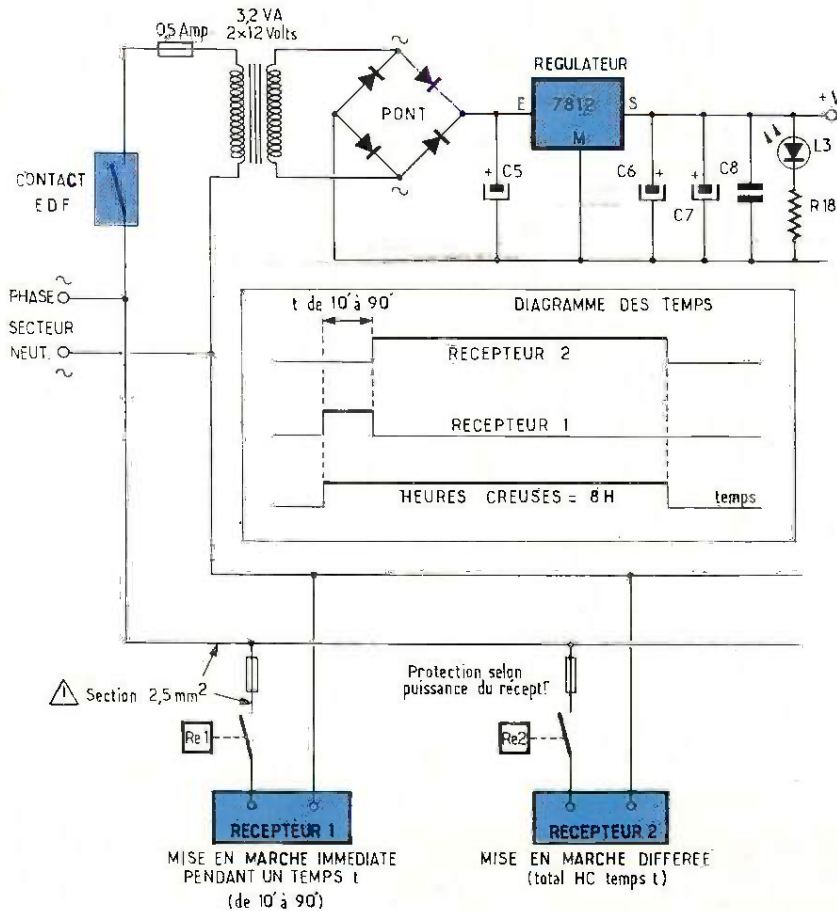 0,5 Amp
3,2 VA
2×12 Volts
~
REGULATEUR
PONT
E
7812
S
M
+V
L3
CONTACT
EDF
+
C5
C6
+
+
C7
C8
R18
~
~
PHASE
SECTEUR
NEUT.
~
t de 10' à 90'
DIAGRAMME DES TEMPS
RECEPTEUR 2
RECEPTEUR 1
HEURES CREUSES = 8H
temps
! Section 2,5 mm²
Protection selon
puissance du récept.
Re1
Re2
RECEPTEUR 1
RECEPTEUR 2
MISE EN MARCHE IMMEDIATE
PENDANT UN TEMPS t
(de 10' à 90')
MISE EN MARCHE DIFFEREE
(total HC temps t)